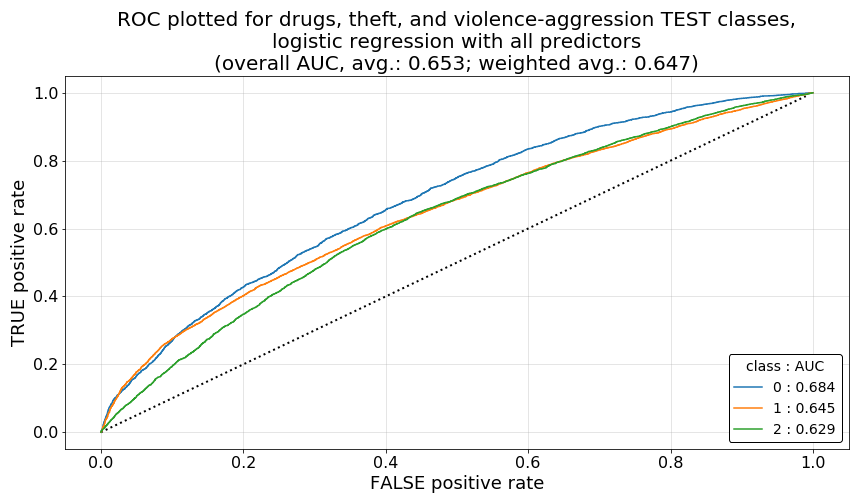 ROC plotted for drugs, theft, and violence-aggression TEST classes,
logistic regression with all predictors
(overall AUC, avg.: 0.653; weighted avg.: 0.647)
TRUE positive rate
1.0
0.8
0.6
0.4
0.2
0.0
class : AUC
0 : 0.684
1 : 0.645
2 : 0.629
0.0 0.2 0.4 0.6 0.8 1.0
FALSE positive rate